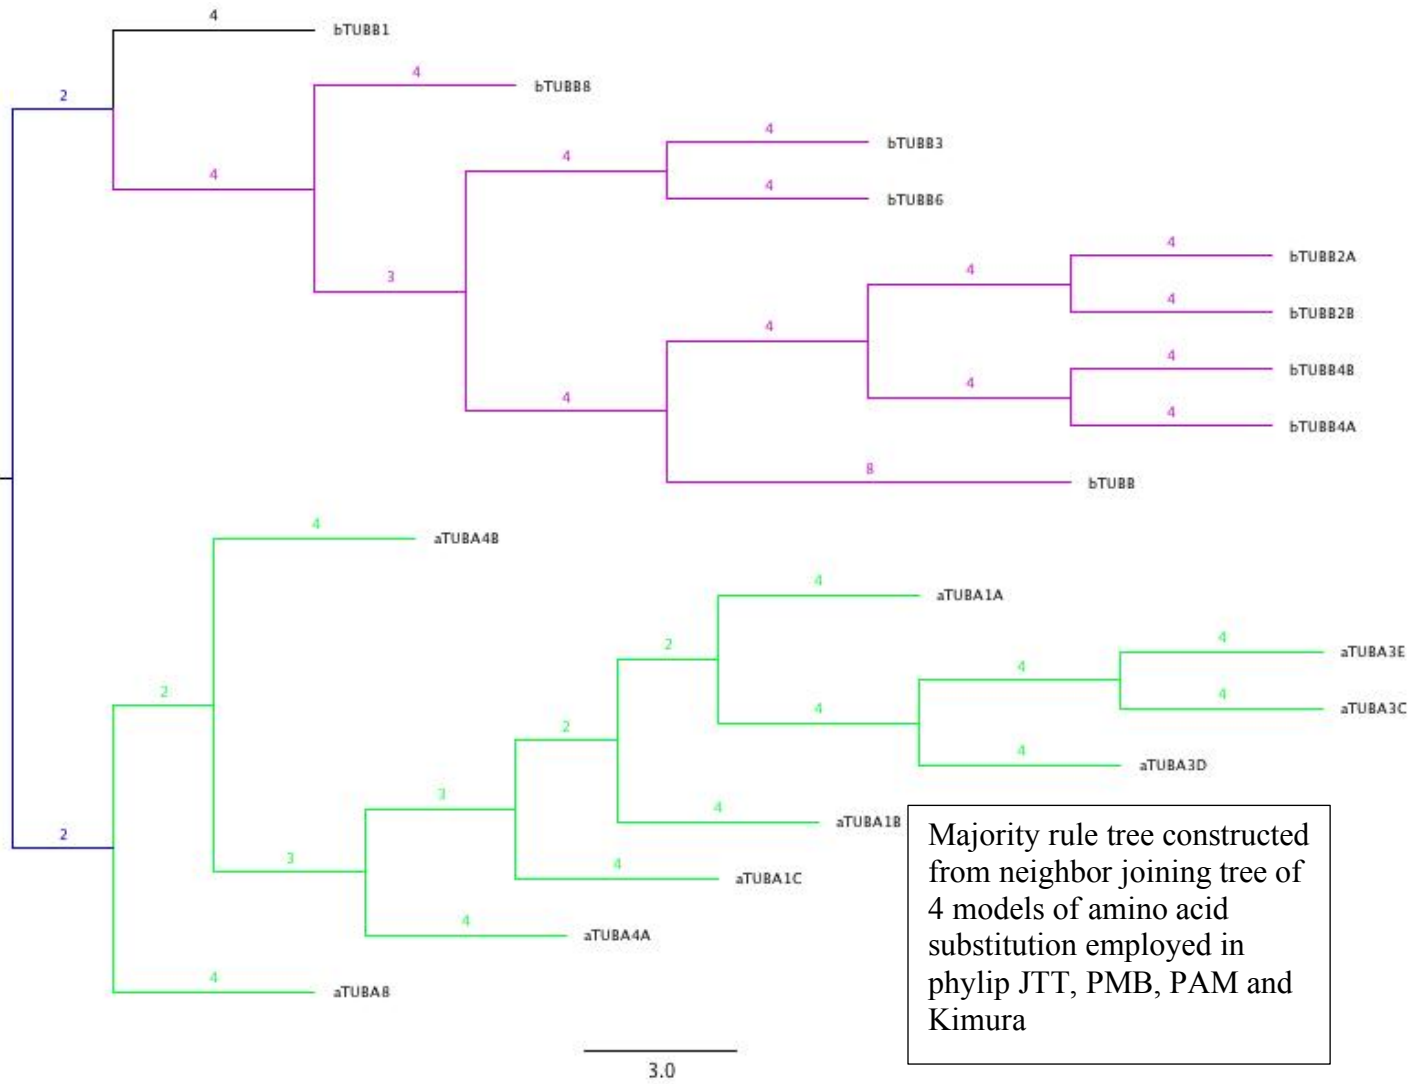 4
bTUBB1
4
bTUBB8
2
4
bTUBB3
4
4
bTUBB6
4
4
bTUBB2A
4
3
4
bTUBB2B
4
4
bTUBB4B
4
4
4
bTUBB4A
8
bTUBB
4
aTUBA4B
4
aTUBA1A
4
aTUBA3E
2
4
4
aTUBA3C
2
4
4
aTUBA3D
2
3
4
aTUBA1B
2
3
4
aTUBA1C
4
aTUBA4A
4
aTUBA8
Majority rule tree constructed
from neighbor joining tree of
4 models of amino acid
substitution employed in
phylip JTT, PMB, PAM and
Kimura
3.0